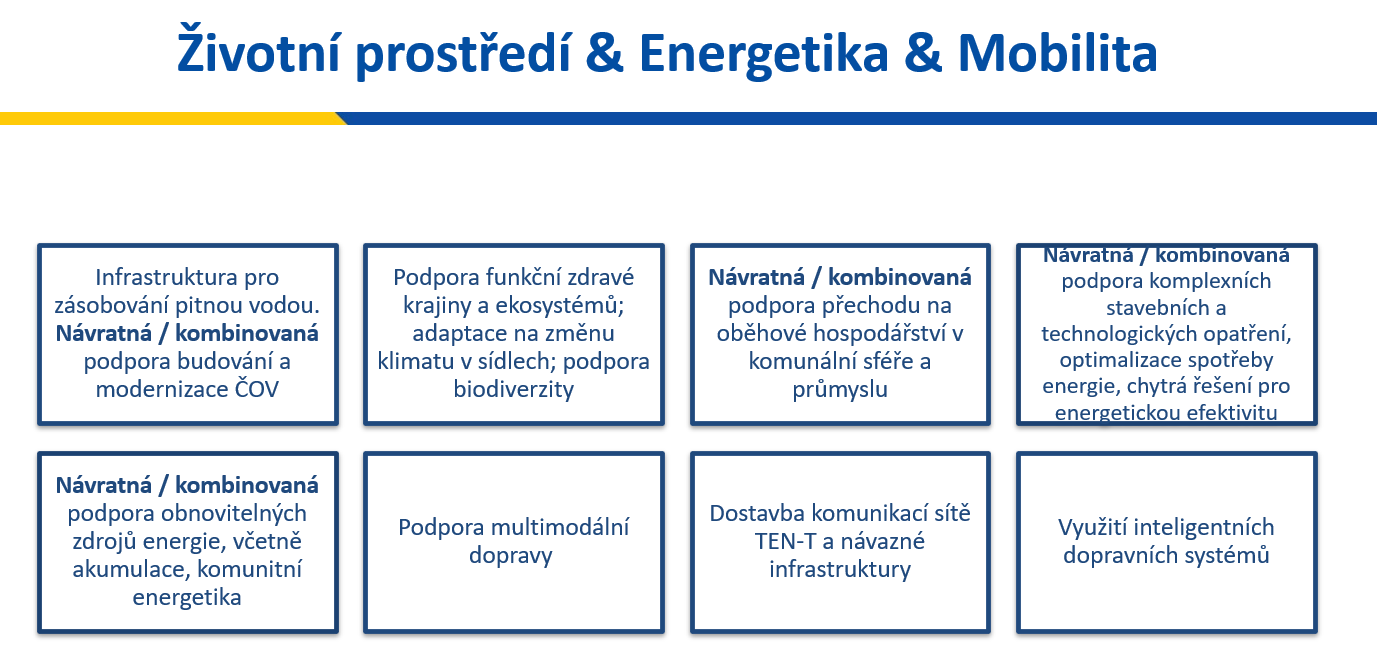 Životní prostředí & Energetika & Mobilita
Infrastruktura pro
zásobování pitnou vodou.
Návratná / kombinovaná
podpora budování a
modernizace ČOV
Podpora funkční zdravé
krajiny a ekosystémů;
adaptace na změnu
klimatu v sídlech; podpora
biodiverzity
Návratná / kombinovaná
podpora přechodu na
oběhové hospodářství v
komunální sféře a
průmyslu
Návratná / kombinovaná
podpora komplexních
stavebních a
technologických opatření,
optimalizace spotřeby
energie, chytrá řešení pro
energetickou efektivitu
Návratná / kombinovaná
podpora obnovitelných
zdrojů energie, včetně
akumulace, komunitní
energetika
Podpora multimodální
dopravy
Dostavba komunikací sítě
TEN-T a návazné
infrastruktury
Využití inteligentních
dopravních systémů